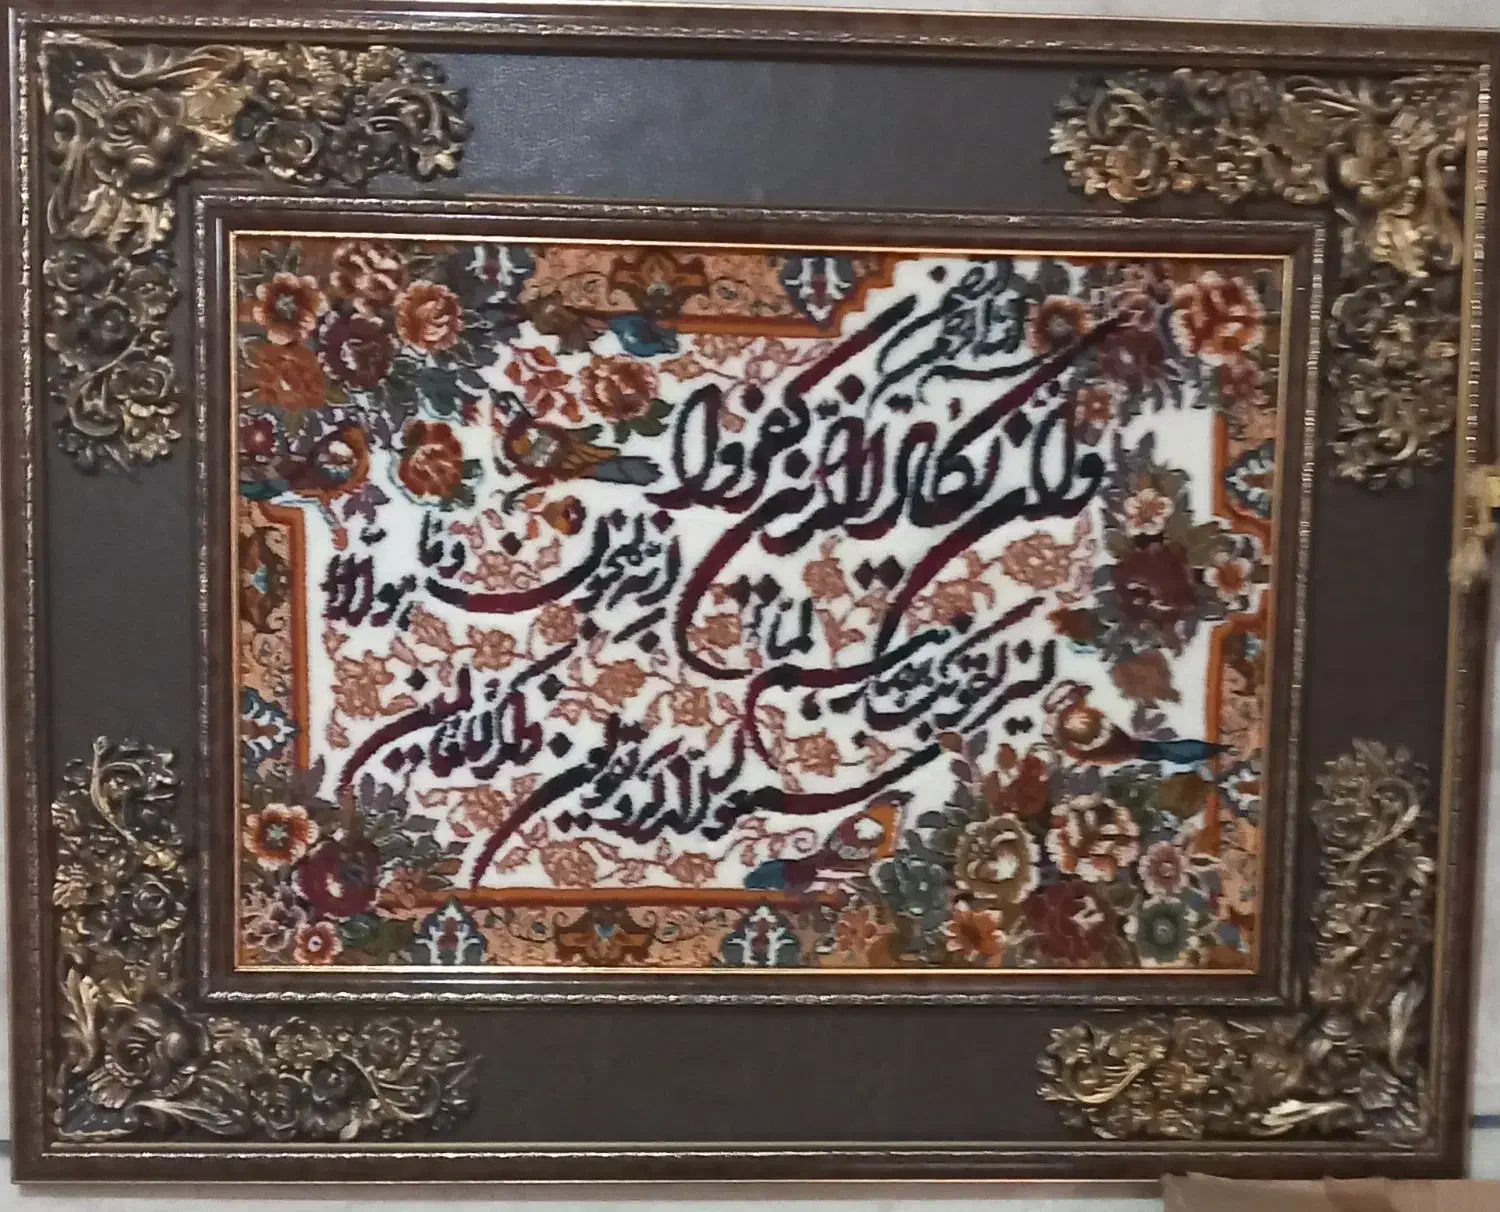 بسم الله الرحمن الرحیم
وان یکاد الذین کفروا
لیزلقونک بابصارهم لما
سمعوا الذکر و یقولون
انه لمجنون و ما هو الا
ذکر للعالمین